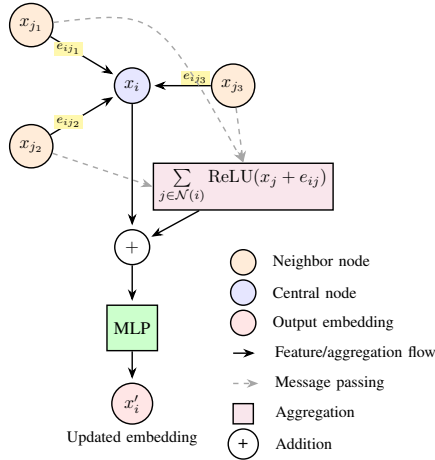 x_{j_1}
e_{ij_1}
x_i
e_{ij_3}
x_{j_3}
e_{ij_2}
x_{j_2}
∑_{j∈𝒩(i)} ReLU(x_j + e_{ij})
+
Neighbor node
Central node
MLP
Output embedding
Feature/aggregation flow
Message passing
x_i′
Aggregation
Updated embedding
+
Addition